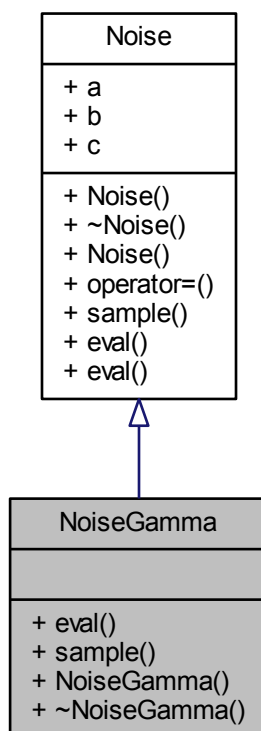 Noise
+ a
+ b
+ c
+ Noise()
+ ~Noise()
+ Noise()
+ operator=()
+ sample()
+ eval()
+ eval()
NoiseGamma
+ eval()
+ sample()
+ NoiseGamma()
+ ~NoiseGamma()